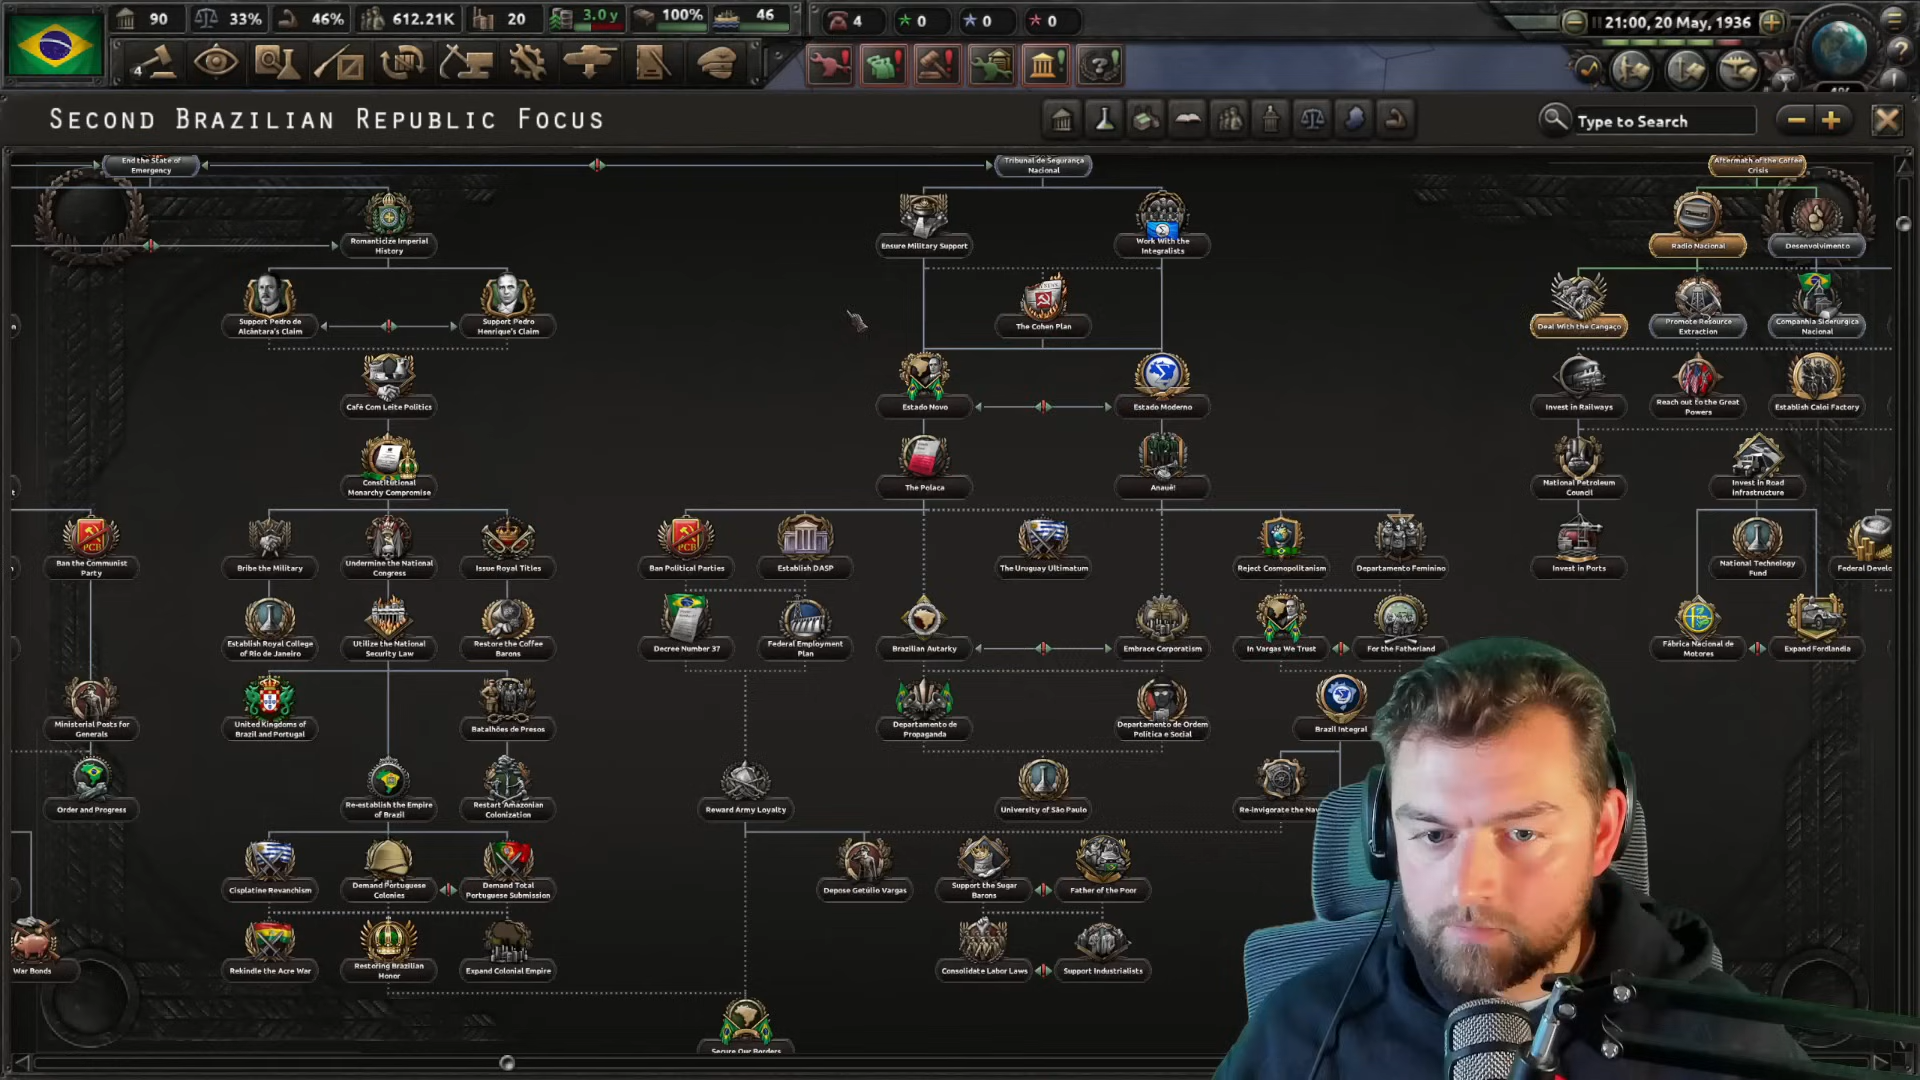 90
33%
46%
612.21K
20
3.0 y
100%
46
4
0
0
0
21:00, 20 May, 1936
4
Second Brazilian Republic Focus
Type to Search
End the State of
Emergency
Tribunal de Segurança
Nacional
Aftermath of the Coffee
Crisis
Romanticize Imperial
History
Ensure Military Support
Work With the
Integralists
Radio Nacional
Desenvolvimento
Support Pedro de
Alcântara's Claim
Support Pedro
Henrique's Claim
The Cohen Plan
Deal With the Cangaço
Promote Resource
Extraction
Companhia Siderurgica
Nacional
Café Com Leite Politics
Estado Novo
Estado Moderno
Invest in Railways
Reach out to the Great
Powers
Establish Caloi Factory
Constitutional
Monarchy Compromise
The Polaca
Anauê!
National Petroleum
Council
Invest in Road
Infrastructure
PCB
Ban the Communist
Party
Bribe the Military
Undermine the National
Congress
Issue Royal Titles
PCB
Ban Political Parties
Establish DASP
The Uruguay Ultimatum
Reject Cosmopolitanism
Departamento Feminino
Invest in Ports
National Technology
Fund
Federal Develo
Establish Royal College
of Rio de Janeiro
Utilize the National
Security Law
Restore the Coffee
Barons
Decree Number 37
Federal Employment
Plan
Brazilian Autarky
Embrace Corporatism
In Vargas We Trust
For the Fatherland
Fábrica Nacional de
Motores
Expand Fordlandia
Ministerial Posts for
Generals
United Kingdoms of
Brazil and Portugal
Batalhões de Presos
Departamento de
Propaganda
Departamento de Ordem
Politica e Social
Brazil Integral
Order and Progress
Re-establish the Empire
of Brazil
Restart Amazonian
Colonization
Reward Army Loyalty
University of São Paulo
Re-invigorate the Nav
Cisplatine Revanchism
Demand Portuguese
Colonies
Demand Total
Portuguese Submission
Depose Getúlio Vargas
Support the Sugar
Barons
Father of the Poor
War Bonds
Rekindle the Acre War
Restoring Brazilian
Honor
Expand Colonial Empire
Consolidate Labor Laws
Support Industrialists
Secure Our Borders